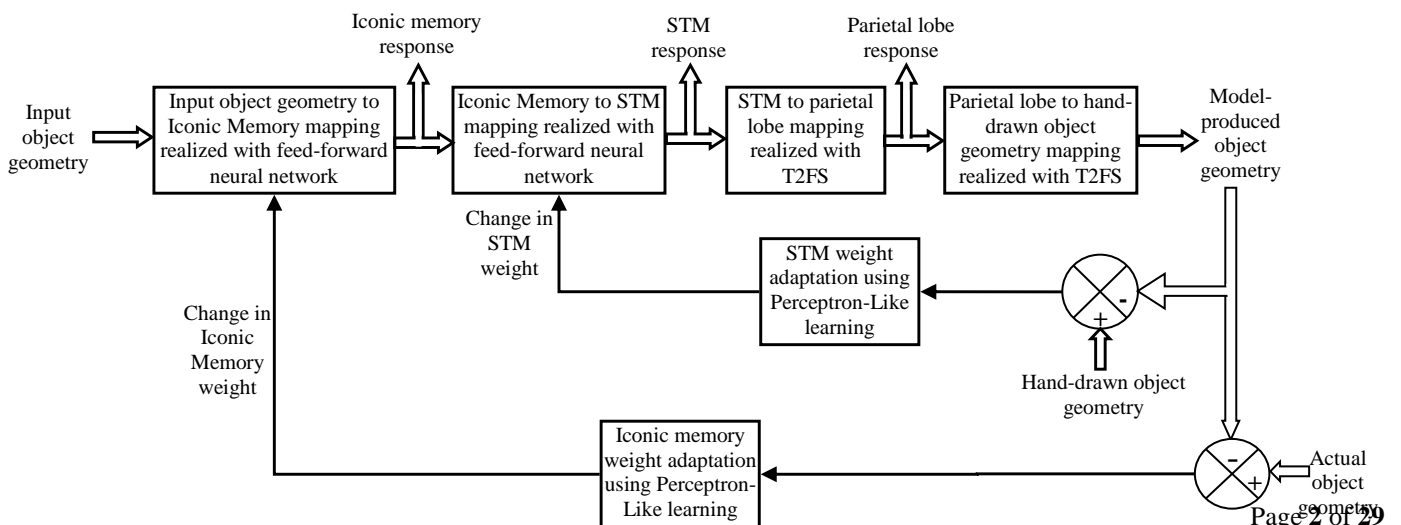 Iconic memory
response
STM
response
Parietal lobe
response
Input
object
geometry
Input object geometry to
Iconic Memory mapping
realized with feed-forward
neural network
Iconic Memory to STM
mapping realized with
feed-forward neural
network
STM to parietal
lobe mapping
realized with
T2FS
Parietal lobe to hand-
drawn object
geometry mapping
realized with T2FS
Model-
produced
object
geometry
Change in
STM
weight
STM weight
adaptation using
Perceptron-Like
learning
-
+
Hand-drawn object
geometry
Change in
Iconic
Memory
weight
Iconic memory
weight adaptation
using Perceptron-
Like learning
-
+
Actual
object
geometry
Page 2 of 29